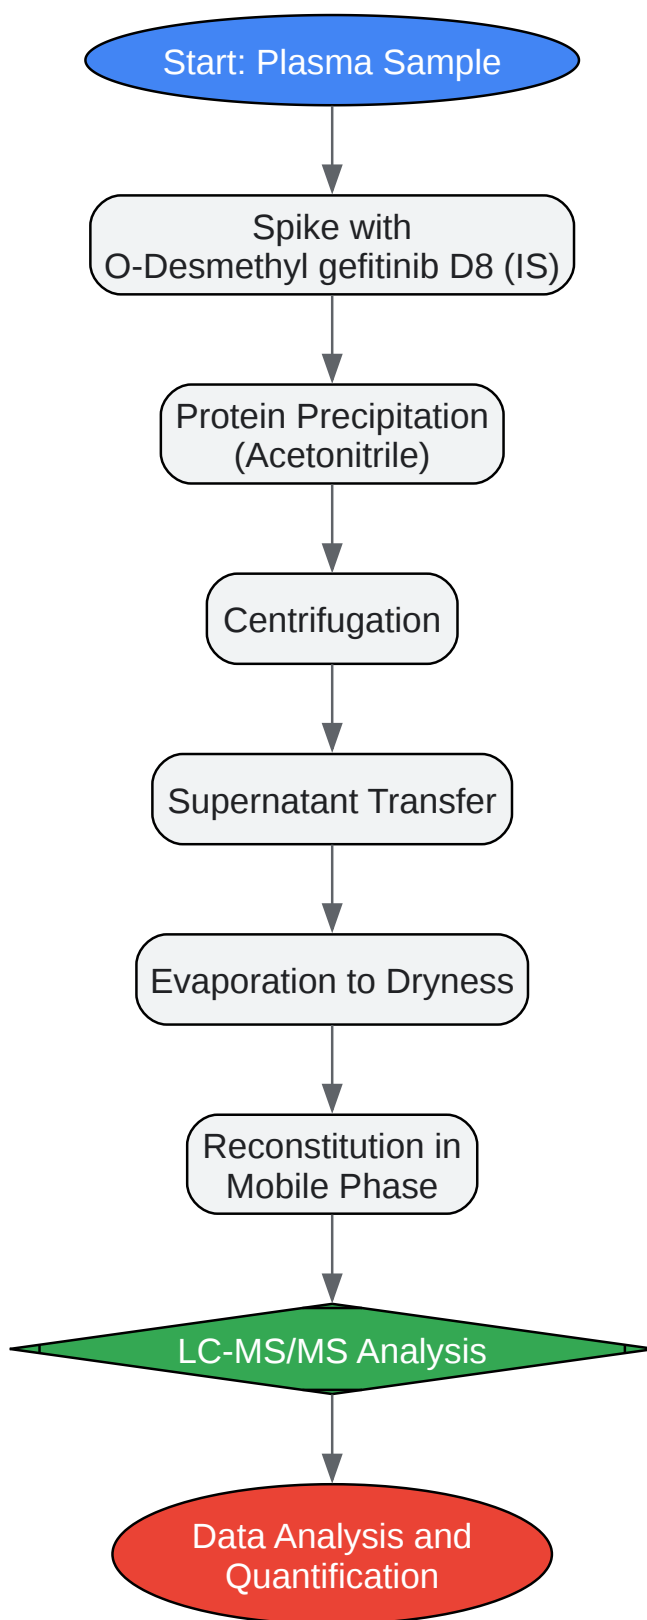 Start: Plasma Sample
Spike with
O-Desmethyl gefitinib D8 (IS)
Protein Precipitation
(Acetonitrile)
Centrifugation
Supernatant Transfer
Evaporation to Dryness
Reconstitution in
Mobile Phase
LC-MS/MS Analysis
Data Analysis and
Quantification